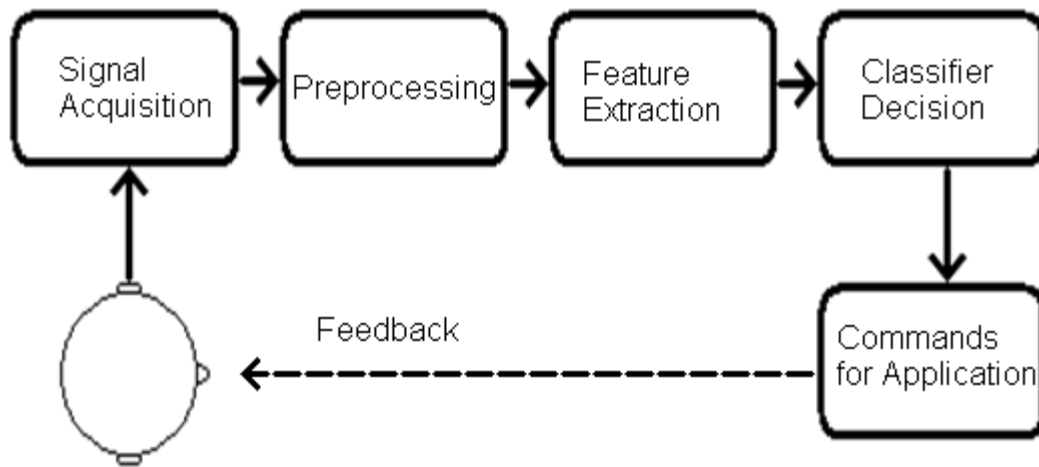 Signal
Acquisition
Preprocessing
Feature
Extraction
Classifier
Decision
Feedback
Commands
for Application